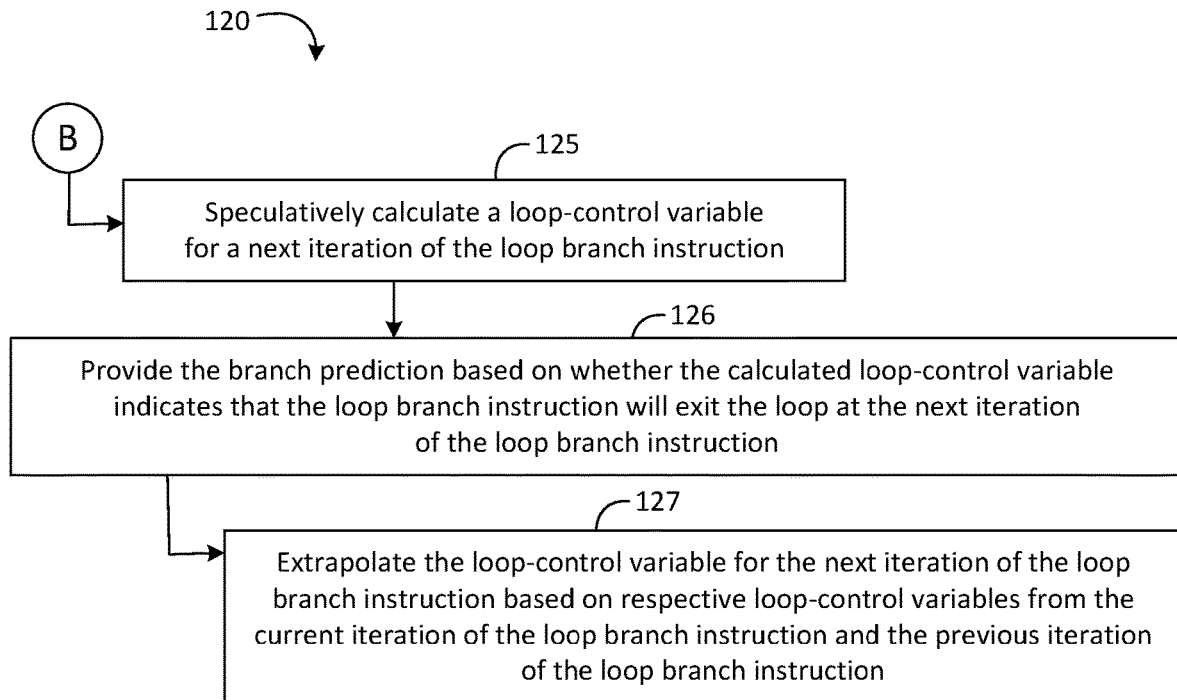 120
B
125
Speculatively calculate a loop-control variable
for a next iteration of the loop branch instruction
126
Provide the branch prediction based on whether the calculated loop-control variable
indicates that the loop branch instruction will exit the loop at the next iteration
of the loop branch instruction
127
Extrapolate the loop-control variable for the next iteration of the loop
branch instruction based on respective loop-control variables from the
current iteration of the loop branch instruction and the previous iteration
of the loop branch instruction